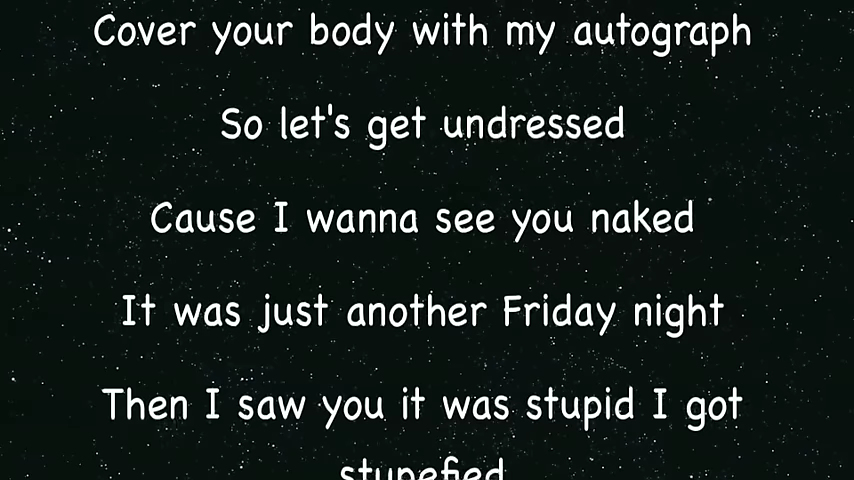 Cover your body with my autograph
So let's get undressed
Cause I wanna see you naked
It was just another Friday night
Then I saw you it was stupid I got
stupefied